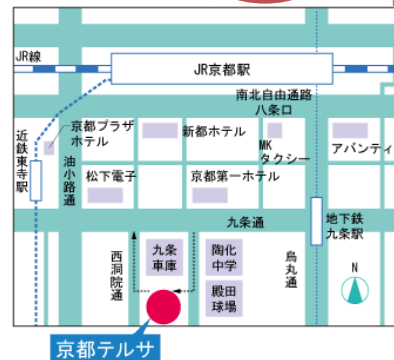 JR線
JR京都駅
南北自由通路
八条口
京都プラザ
ホテル
新都ホテル
MK
タクシー
アバンティ
近鉄東寺駅
油小路通
松下電子
京都第一ホテル
九条通
地下鉄
九条駅
西洞院通
九条
車庫
陶化
中学
殿田
球場
烏丸通
N
京都テルサ